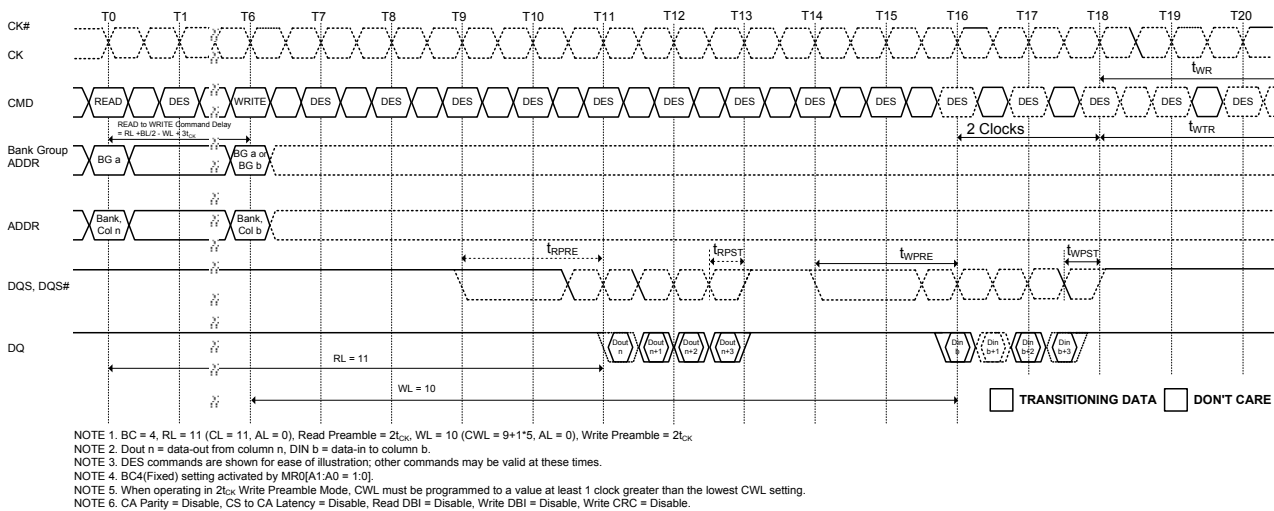 T0 T1 T6 T7 T8 T9 T10 T11 T12 T13 T14 T15 T16 T17 T18 T19 T20
CK#
CK
tWR
CMD READ DES WRITE DES DES DES DES DES DES DES DES DES DES DES DES DES DES
READ to WRITE Command Delay
= RL +BL/2 - WL + 3tCK
2 Clocks
tWTR
Bank Group
ADDR
BG a
BG a or
BG b
ADDR
Bank,
Col n
Bank,
Col b
tRPRE tRPST tWPRE tWPST
DQS, DQS#
DQ
Dout
n
Dout
n+1
Dout
n+2
Dout
n+3
Din
b
Din
b+1
Din
b+2
Din
b+3
RL = 11
WL = 10
TRANSITIONING DATA DON'T CARE
NOTE 1. BC = 4, RL = 11 (CL = 11, AL = 0), Read Preamble = 2tCK, WL = 10 (CWL = 9+1*5, AL = 0), Write Preamble = 2tCK
NOTE 2. Dout n = data-out from column n, DIN b = data-in to column b.
NOTE 3. DES commands are shown for ease of illustration; other commands may be valid at these times.
NOTE 4. BC4(Fixed) setting activated by MR0[A1:A0 = 1:0].
NOTE 5. When operating in 2tCK Write Preamble Mode, CWL must be programmed to a value at least 1 clock greater than the lowest CWL setting.
NOTE 6. CA Parity = Disable, CS to CA Latency = Disable, Read DBI = Disable, Write DBI = Disable, Write CRC = Disable.